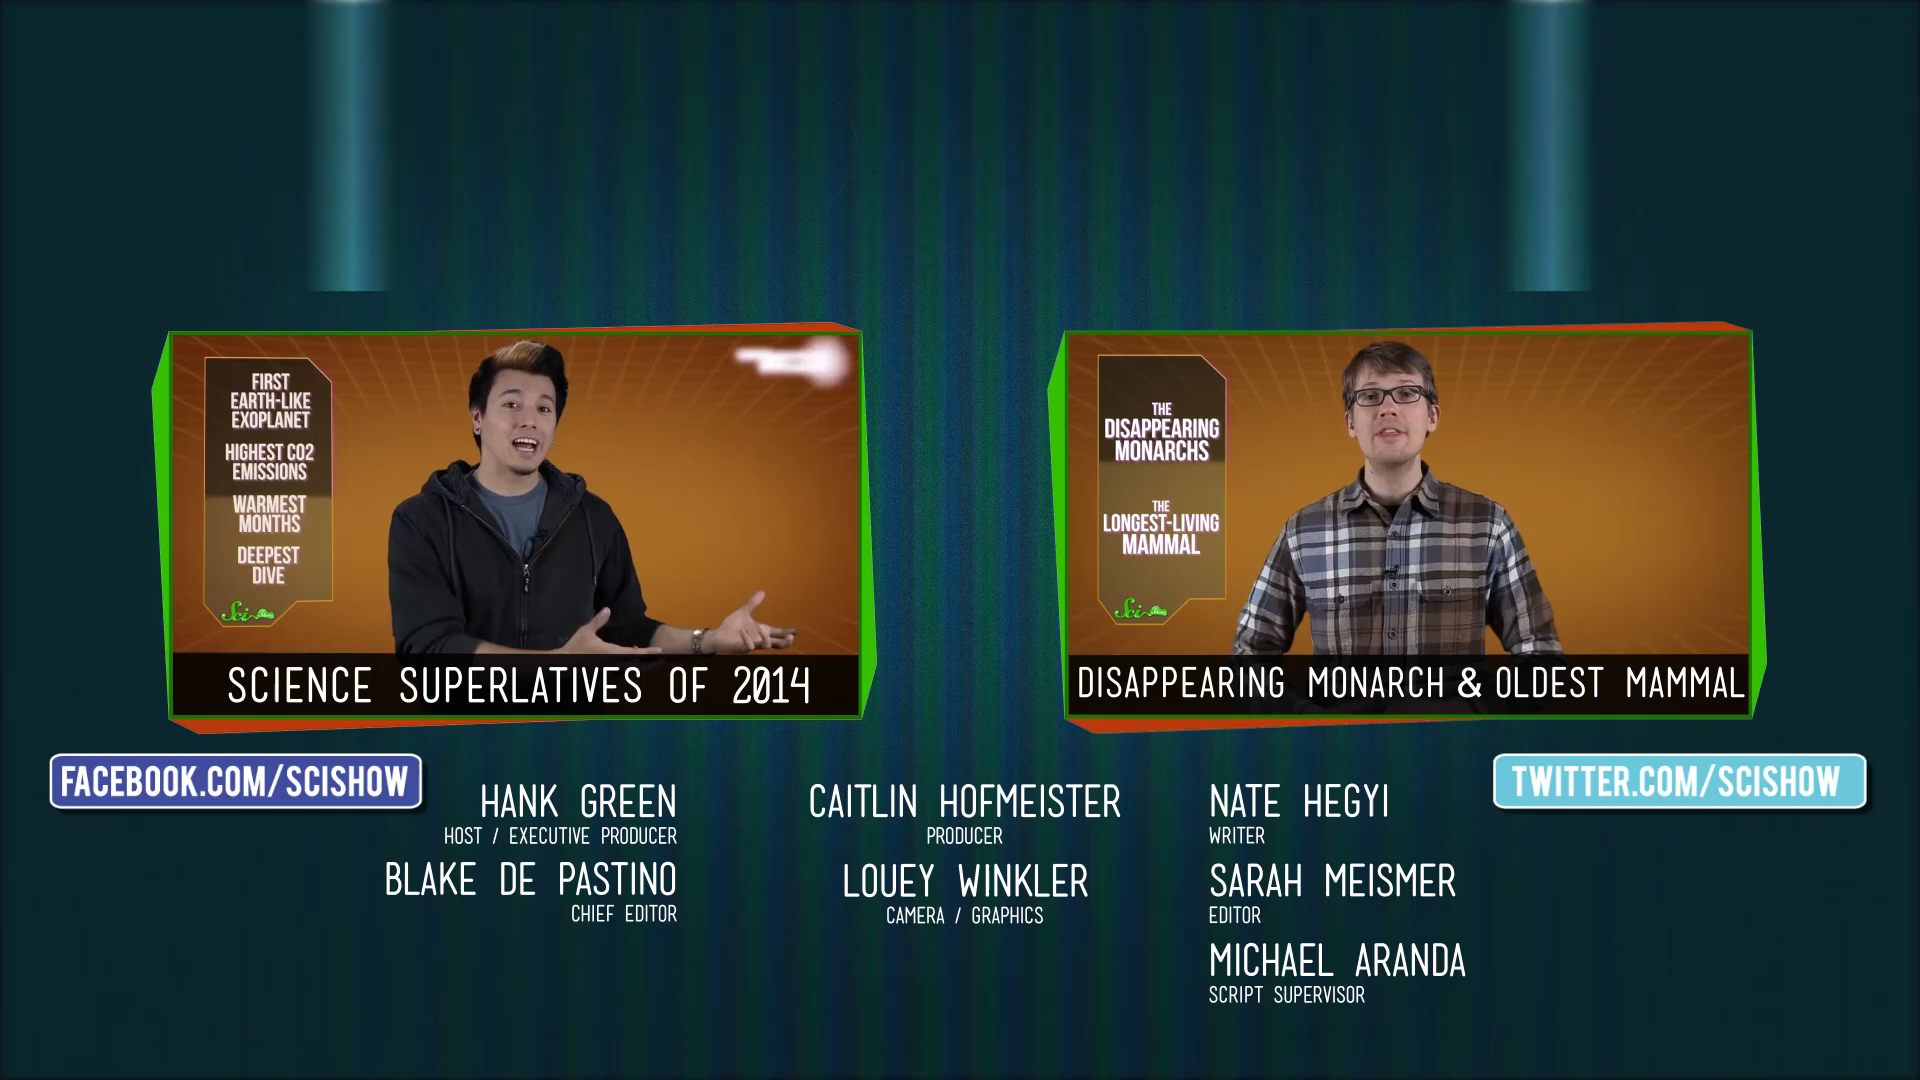 FIRST
EARTH-LIKE
EXOPLANET
HIGHEST CO2
EMISSIONS
WARMEST
MONTHS
DEEPEST
DIVE
Sci
SCIENCE SUPERLATIVES OF 2014
THE
DISAPPEARING
MONARCHS
THE
LONGEST-LIVING
MAMMAL
Sci
DISAPPEARING MONARCH & OLDEST MAMMAL
FACEBOOK.COM/SCISHOW
TWITTER.COM/SCISHOW
HANK GREEN
HOST / EXECUTIVE PRODUCER
BLAKE DE PASTINO
CHIEF EDITOR
CAITLIN HOFMEISTER
PRODUCER
LOUEY WINKLER
CAMERA / GRAPHICS
NATE HEGYI
WRITER
SARAH MEISMER
EDITOR
MICHAEL ARANDA
SCRIPT SUPERVISOR